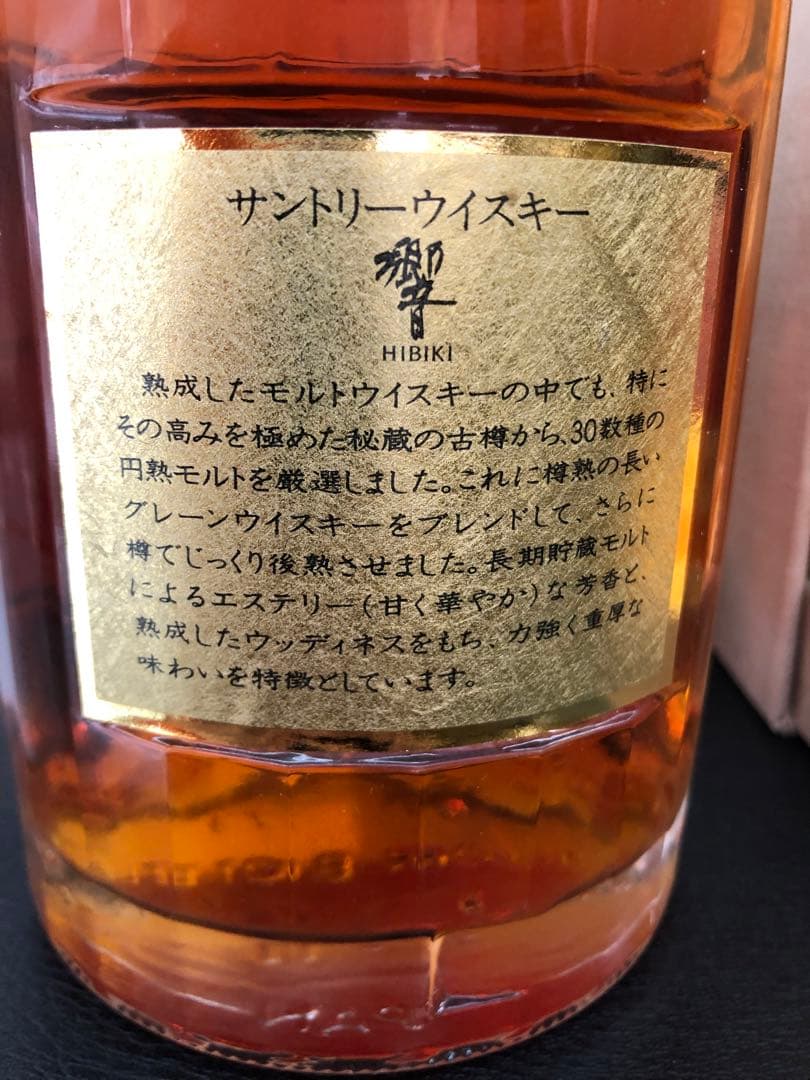 サントリーウイスキー
響
HIBIKI
熟成したモルトウイスキーの中でも、特に
その高みを極めた秘蔵の古樽から、30数種の
円熟モルトを厳選しました。これに樽熟の長い
グレーンウイスキーをブレンドして、さらに
樽でじっくり後熟させました。長期貯蔵モルト
によるエステリー(甘く華やか)な芳香と、
熟成したウッディネスをもち、力強く重厚な
味わいを特徴としています。